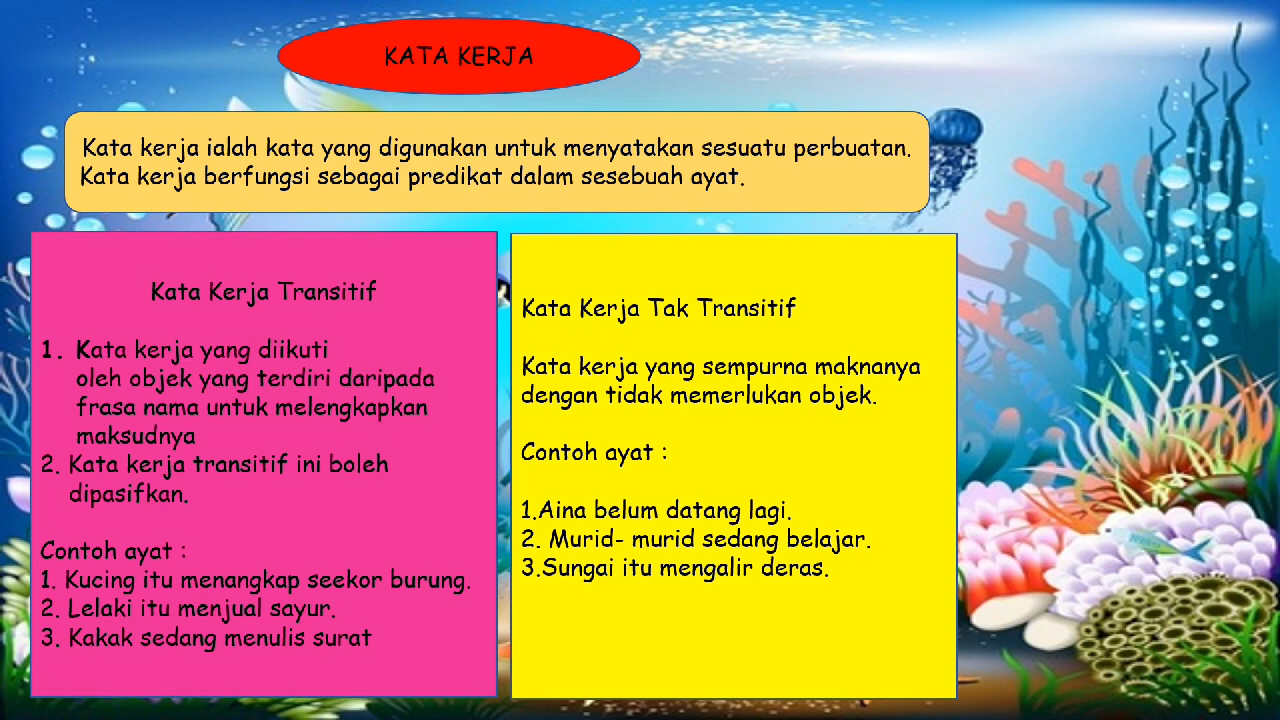 KATA KERJA
Kata kerja ialah kata yang digunakan untuk menyatakan sesuatu perbuatan.
Kata kerja berfungsi sebagai predikat dalam sesebuah ayat.
Kata Kerja Transitif
1. Kata kerja yang diikuti
oleh objek yang terdiri daripada
frasa nama untuk melengkapkan
maksudnya
2. Kata kerja transitif ini boleh
dipasifkan.
Contoh ayat :
1. Kucing itu menangkap seekor burung.
2. Lelaki itu menjual sayur.
3. Kakak sedang menulis surat
Kata Kerja Tak Transitif
Kata kerja yang sempurna maknanya
dengan tidak memerlukan objek.
Contoh ayat :
1.Aina belum datang lagi.
2. Murid- murid sedang belajar.
3.Sungai itu mengalir deras.